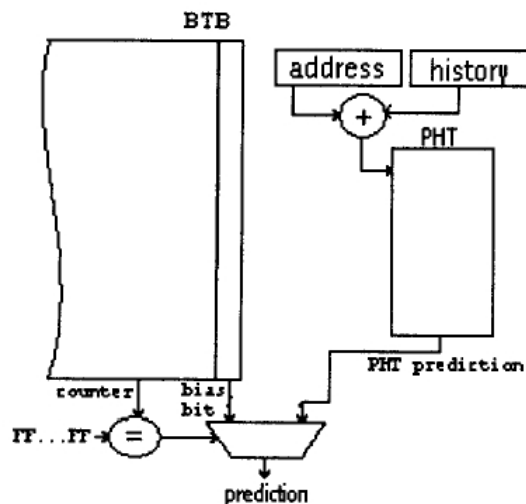 BTB
address
history
+
PHT
counter
bias
bit
PHT prediction
FF...FF
=
prediction